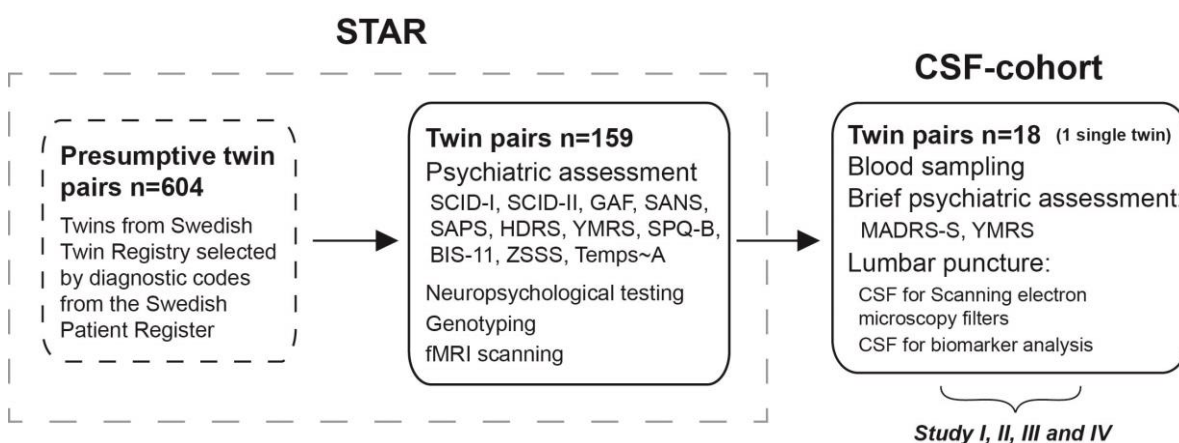 STAR
Presumptive twin
pairs n=604
Twins from Swedish
Twin Registry selected
by diagnostic codes
from the Swedish
Patient Register
Twin pairs n=159
Psychiatric assessment
SCID-I, SCID-II, GAF, SANS,
SAPS, HDRS, YMRS, SPQ-B,
BIS-11, ZSSS, Temps~A
Neuropsychological testing
Genotyping
fMRI scanning
CSF-cohort
Twin pairs n=18 (1 single twin)
Blood sampling
Brief psychiatric assessment:
MADRS-S, YMRS
Lumbar puncture:
CSF for Scanning electron
microscopy filters
CSF for biomarker analysis
Study I, II, III and IV